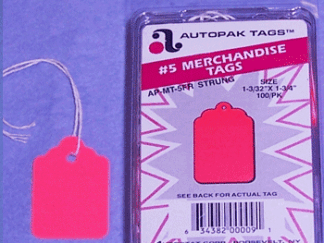 AUTOPAK TAGS™
#5 MERCHANDISE
TAGS
AP-MT-5FR STRUNG
SIZE
1-3/32"X 1-3/4"
100/PK
SEE BACK FOR ACTUAL TAG
6 34382 00009 1